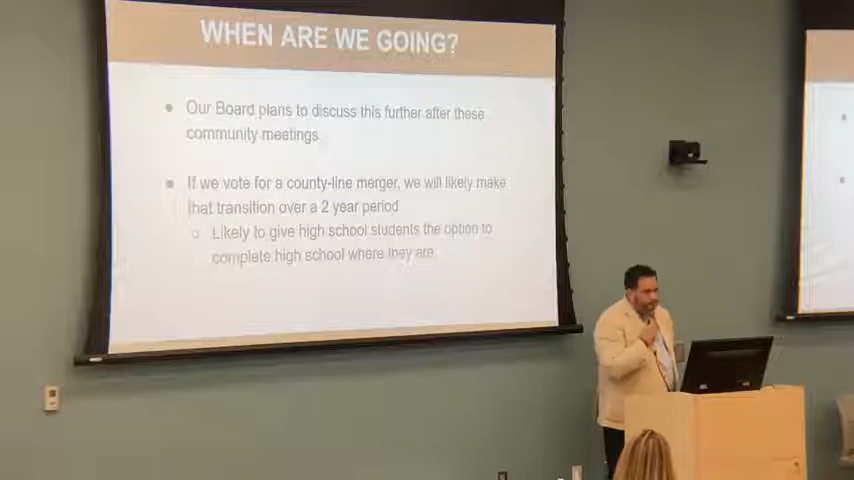 WHEN ARE WE GOING?
● Our Board plans to discuss this further after these
community meetings.
● If we vote for a county-line merger, we will likely make
that transition over a 2 year period
○ Likely to give high school students the option to
complete high school where they are.